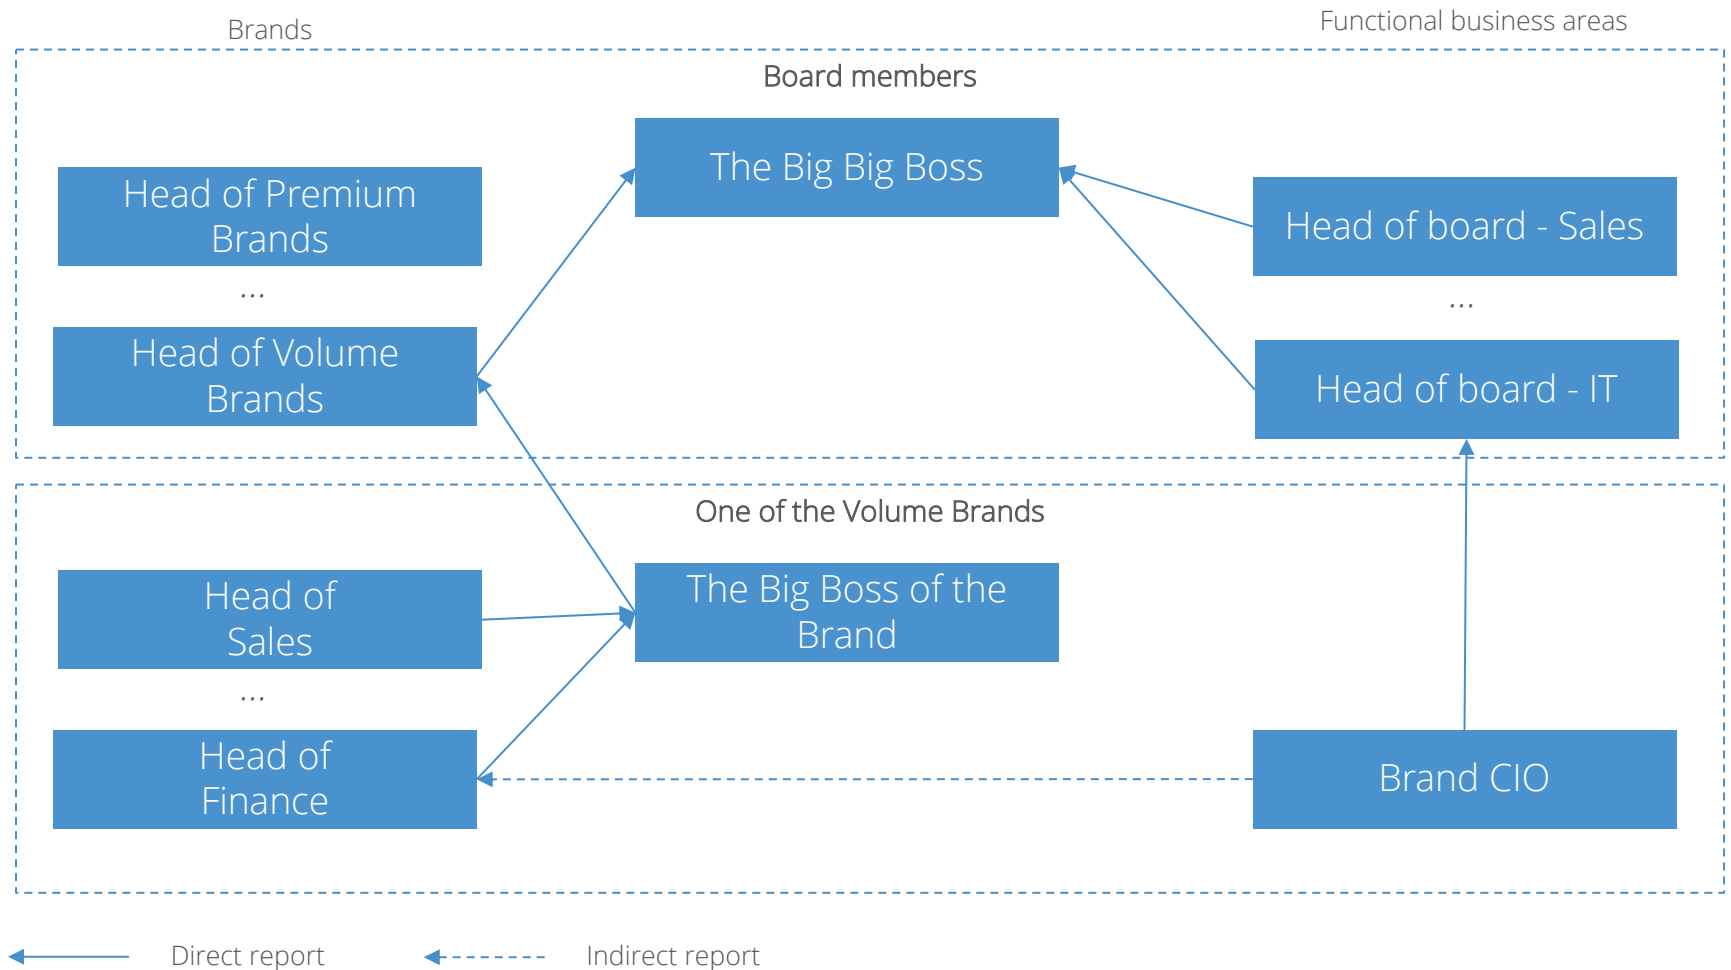 Brands
Functional business areas
Board members
The Big Big Boss
Head of Premium
Brands
...
Head of Volume
Brands
Head of board - Sales
...
Head of board - IT
One of the Volume Brands
The Big Boss of the
Brand
Head of
Sales
...
Head of
Finance
Brand CIO
Direct report
Indirect report